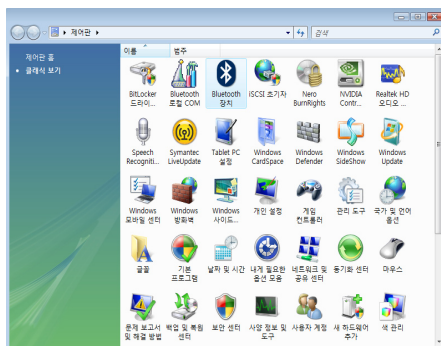 제어판
검색
제어판 홈
클래식 보기
이름 범주
BitLocker 드라이...
Bluetooth 로컬 COM
Bluetooth 장치
iSCSI 초기자
Nero BurnRights
NVIDIA Contr...
Realtek HD 오디오 ...
Speech Recogniti...
Symantec LiveUpdate
Tablet PC 설정
Windows CardSpace
Windows Defender
Windows SideShow
Windows Update
Windows 모바일 센터
Windows 방화벽
Windows 사이드...
개인 설정
게임 컨트롤러
관리 도구
국가 및 언어 옵션
글꼴
기본 프로그램
날짜 및 시간
내게 필요한 옵션 모음
네트워크 및 공유 센터
동기화 센터
마우스
문제 보고서 및 해결 방법
백업 및 복원 센터
보안 센터
사양 정보 및 도구
사용자 계정
새 하드웨어 추가
색 관리